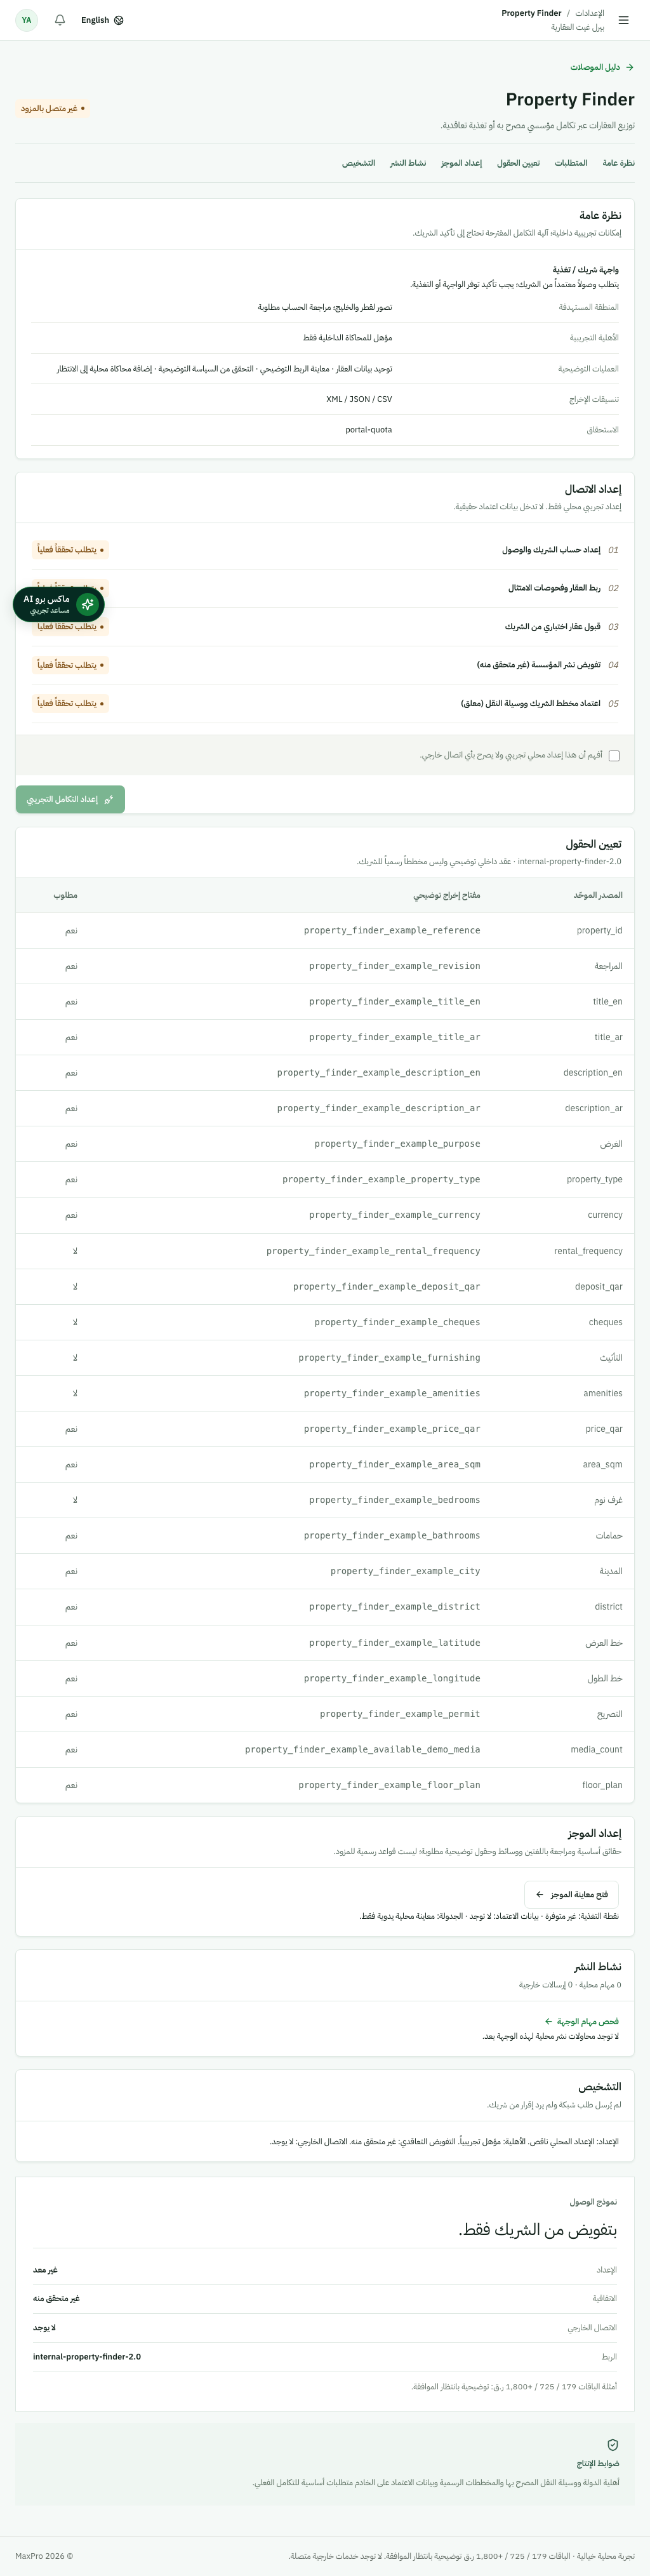 الإعدادات / Property Finder
بيرل غيت العقارية
English
YA
دليل الموصلات
Property Finder
غير متصل بالمزود
توزيع العقارات عبر تكامل مؤسسي مصرح به أو تغذية تعاقدية.
نظرة عامة
المتطلبات
تعيين الحقول
إعداد الموجز
نشاط النشر
التشخيص
نظرة عامة
إمكانات تجريبية داخلية؛ آلية التكامل المقترحة تحتاج إلى تأكيد الشريك.
واجهة شريك / تغذية
يتطلب وصولاً معتمداً من الشريك؛ يجب تأكيد توفر الواجهة أو التغذية.
المنطقة المستهدفة تصور لقطر والخليج؛ مراجعة الحساب مطلوبة
الأهلية التجريبية مؤهل للمحاكاة الداخلية فقط
العمليات التوضيحية توحيد بيانات العقار · معاينة الربط التوضيحي · التحقق من السياسة التوضيحية · إضافة محاكاة محلية إلى الانتظار
تنسيقات الإخراج XML / JSON / CSV
الاستحقاق portal-quota
إعداد الاتصال
إعداد تجريبي محلي فقط. لا تدخل بيانات اعتماد حقيقية.
01 إعداد حساب الشريك والوصول يتطلب تحققاً فعلياً
02 ربط العقار وفحوصات الامتثال
ماكس برو AI
مساعد تجريبي
03 قبول عقار اختباري من الشريك يتطلب تحققاً فعلياً
04 تفويض نشر المؤسسة (غير متحقق منه) يتطلب تحققاً فعلياً
05 اعتماد مخطط الشريك ووسيلة النقل (معلق) يتطلب تحققاً فعلياً
أفهم أن هذا إعداد محلي تجريبي ولا يصرح بأي اتصال خارجي.
إعداد التكامل التجريبي
تعيين الحقول
internal-property-finder-2.0 · عقد داخلي توضيحي وليس مخططاً رسمياً للشريك.
المصدر الموحّد مفتاح إخراج توضيحي مطلوب
property_id property_finder_example_reference نعم
المراجعة property_finder_example_revision نعم
title_en property_finder_example_title_en نعم
title_ar property_finder_example_title_ar نعم
description_en property_finder_example_description_en نعم
description_ar property_finder_example_description_ar نعم
الغرض property_finder_example_purpose نعم
property_type property_finder_example_property_type نعم
currency property_finder_example_currency نعم
rental_frequency property_finder_example_rental_frequency لا
deposit_qar property_finder_example_deposit_qar لا
cheques property_finder_example_cheques لا
التأثيث property_finder_example_furnishing لا
amenities property_finder_example_amenities لا
price_qar property_finder_example_price_qar نعم
area_sqm property_finder_example_area_sqm نعم
غرف نوم property_finder_example_bedrooms لا
حمامات property_finder_example_bathrooms نعم
المدينة property_finder_example_city نعم
district property_finder_example_district نعم
خط العرض property_finder_example_latitude نعم
خط الطول property_finder_example_longitude نعم
التصريح property_finder_example_permit نعم
media_count property_finder_example_available_demo_media نعم
floor_plan property_finder_example_floor_plan نعم
إعداد الموجز
حقائق أساسية ومراجعة باللغتين ووسائط وحقول توضيحية مطلوبة؛ ليست قواعد رسمية للمزود.
فتح معاينة الموجز
نقطة التغذية: غير متوفرة · بيانات الاعتماد: لا توجد · الجدولة: معاينة محلية يدوية فقط.
نشاط النشر
0 مهام محلية · 0 إرسالات خارجية
فحص مهام الوجهة
لا توجد محاولات نشر محلية لهذه الوجهة بعد.
التشخيص
لم يُرسل طلب شبكة ولم يرد إقرار من شريك.
الإعداد: الإعداد المحلي ناقص. الأهلية: مؤهل تجريبياً. التفويض التعاقدي: غير متحقق منه. الاتصال الخارجي: لا يوجد.
نموذج الوصول
بتفويض من الشريك فقط.
الإعداد غير معد
الاتفاقية غير متحقق منه
الاتصال الخارجي لا يوجد
الربط internal-property-finder-2.0
أمثلة الباقات 179 / 725 / +1,800 ر.ق: توضيحية بانتظار الموافقة.
ضوابط الإنتاج
أهلية الدولة ووسيلة النقل المصرح بها والمخططات الرسمية وبيانات الاعتماد على الخادم متطلبات أساسية للتكامل الفعلي.
تجربة محلية خيالية · الباقات 179 / 725 / +1,800 ر.ق توضيحية بانتظار الموافقة. لا توجد خدمات خارجية متصلة.
© 2026 MaxPro